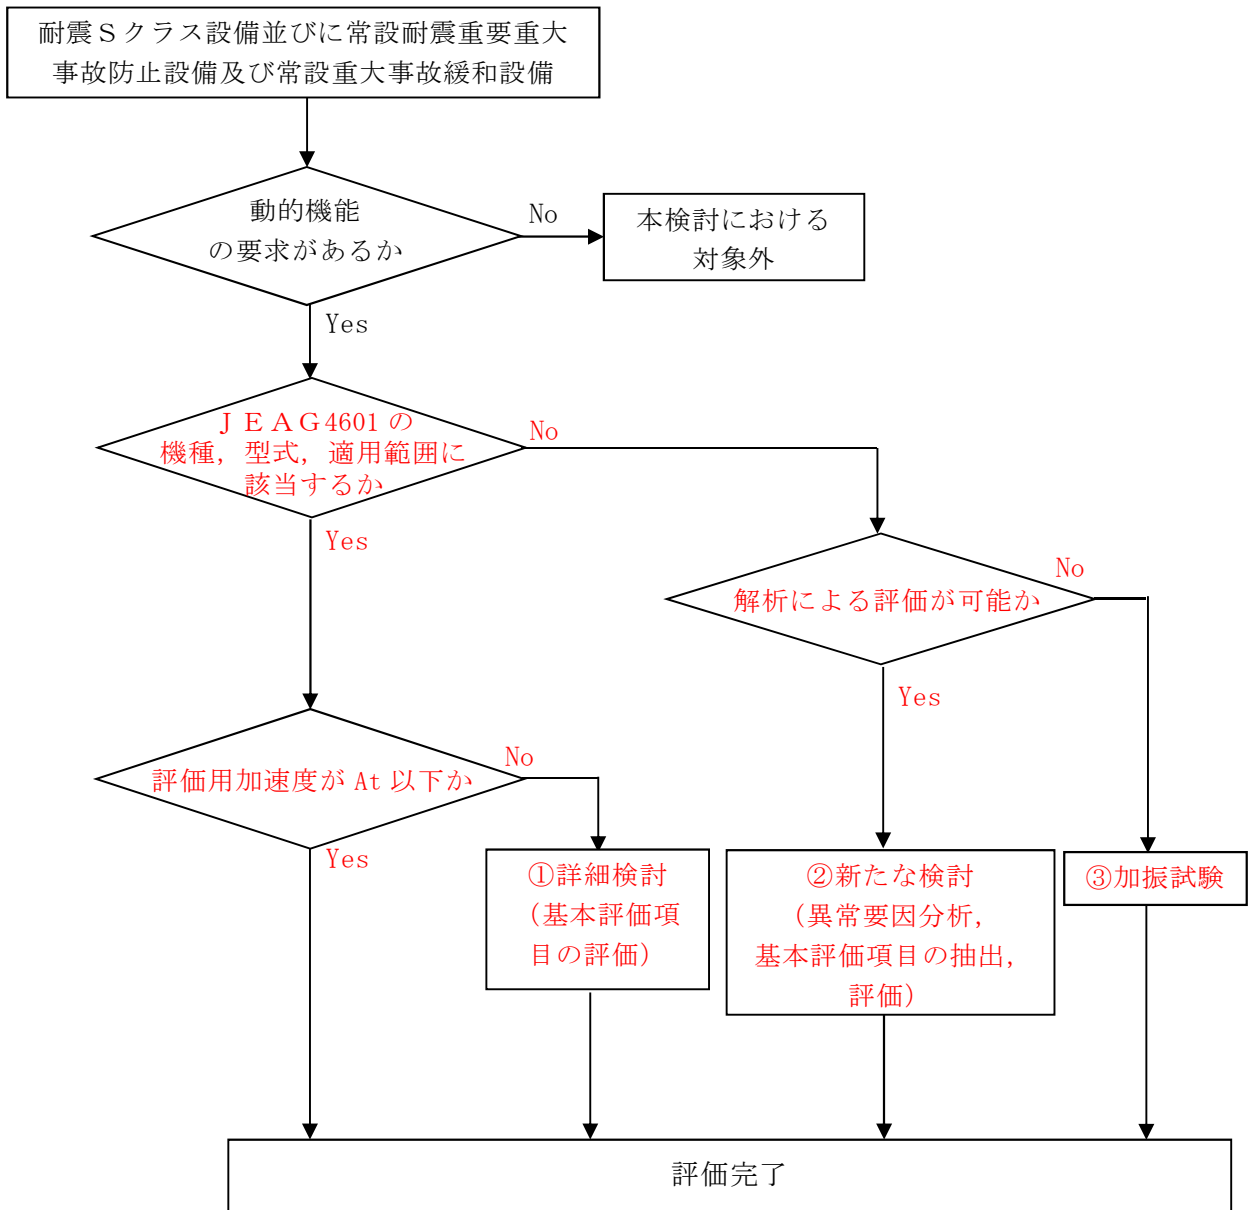 耐震Ｓクラス設備並びに常設耐震重要重大
事故防止設備及び常設重大事故緩和設備
動的機能
の要求があるか
No
本検討における
対象外
Yes
ＪＥＡＧ4601 の
機種，型式，適用範囲に
該当するか
No
Yes
解析による評価が可能か
No
Yes
評価用加速度が At 以下か
No
Yes
①詳細検討
（基本評価項
目の評価）
②新たな検討
（異常要因分析，
基本評価項目の抽出，
評価）
③加振試験
評価完了